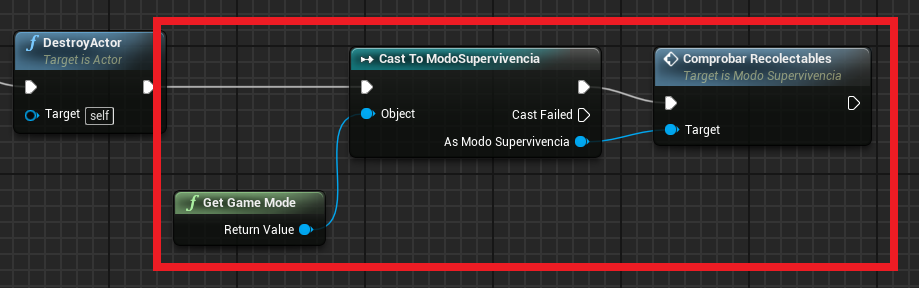 DestroyActor
Target is Actor
Target self
Cast To ModoSupervivencia
Object
Cast Failed
As Modo Supervivencia
Comprobar Recolectables
Target is Modo Supervivencia
Target
Get Game Mode
Return Value